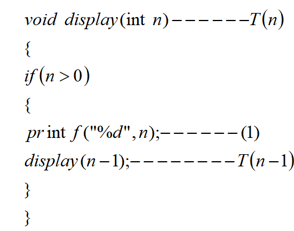 void display(int n)------T(n)
{
if(n>0)
{
print f("%d",n);------(1)
display(n-1);--------T(n-1)
}
}